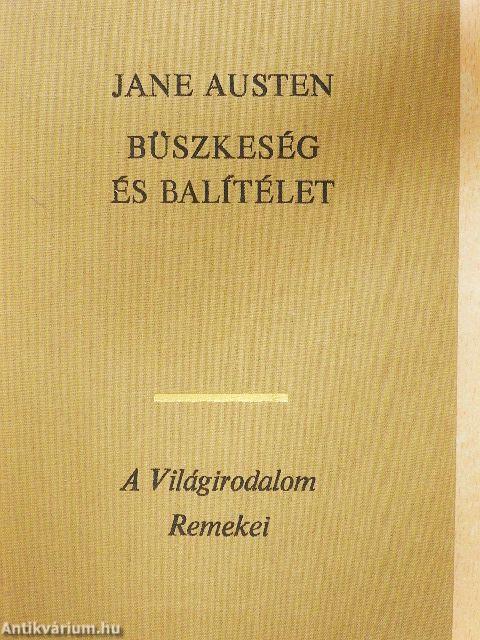 JANE AUSTEN
BÜSZKESÉG
ÉS BALÍTÉLET
A Világirodalom
Remekei
Antikvárium.hu